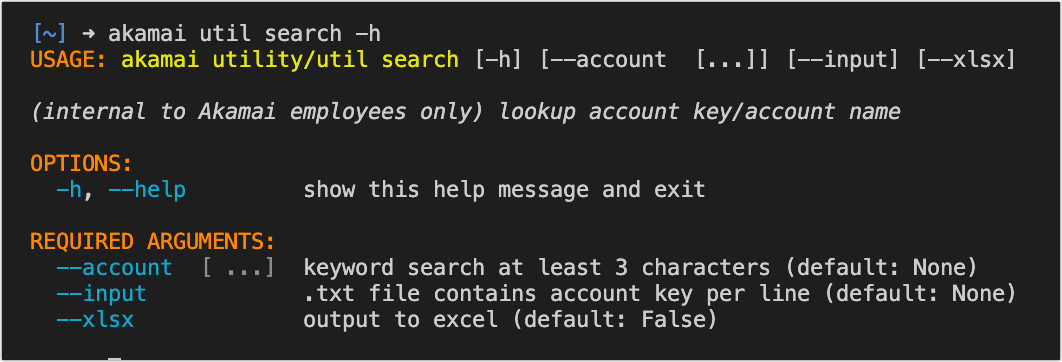 [~] ➜ akamai util search -h
USAGE: akamai utility/util search [-h] [--account  [...]] [--input] [--xlsx]
(internal to Akamai employees only) lookup account key/account name
OPTIONS:
-h, --help         show this help message and exit
REQUIRED ARGUMENTS:
--account  [ ...]  keyword search at least 3 characters (default: None)
--input            .txt file contains account key per line (default: None)
--xlsx             output to excel (default: False)